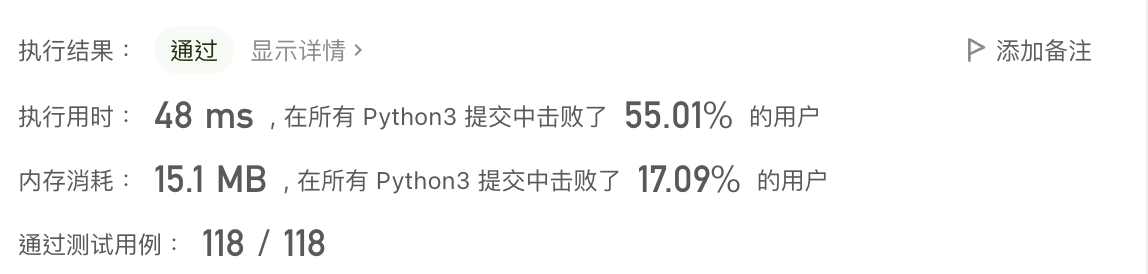 执行结果： 通过 显示详情 > 添加备注
执行用时： 48 ms , 在所有 Python3 提交中击败了 55.01% 的用户
内存消耗： 15.1 MB , 在所有 Python3 提交中击败了 17.09% 的用户
通过测试用例： 118 / 118